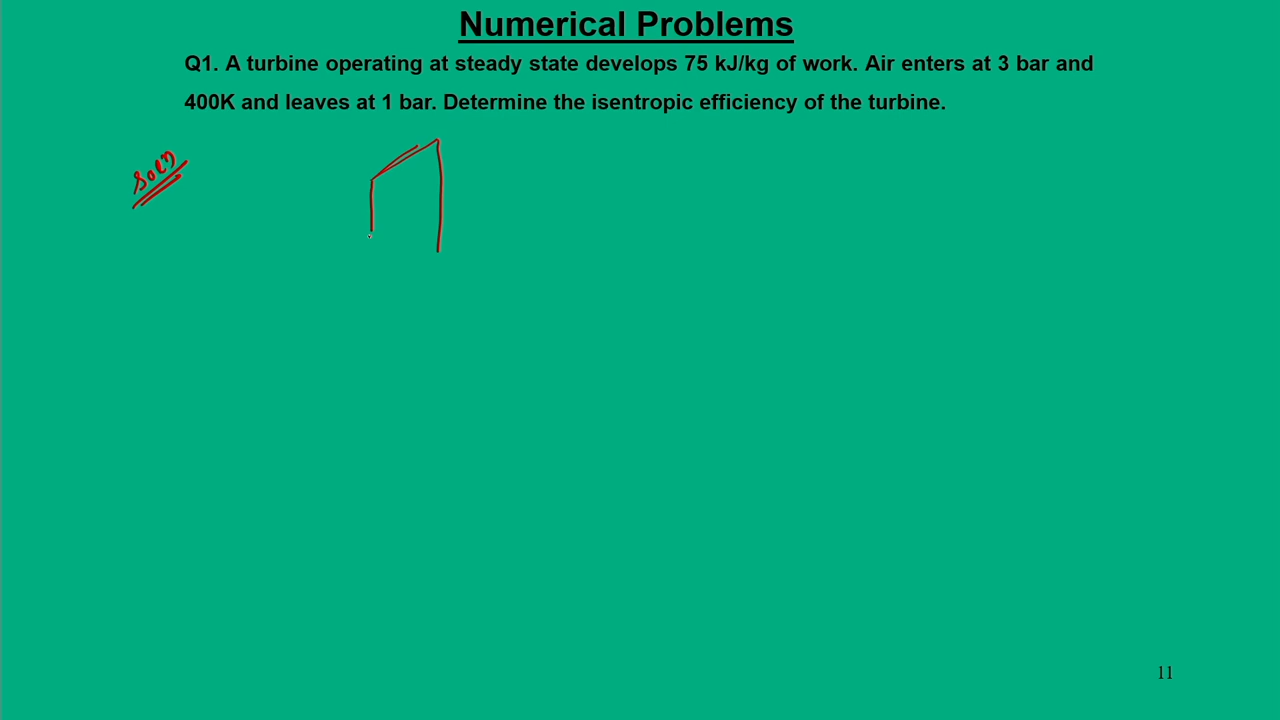 Numerical Problems
Q1. A turbine operating at steady state develops 75 kJ/kg of work. Air enters at 3 bar and
400K and leaves at 1 bar. Determine the isentropic efficiency of the turbine.
Soln
11